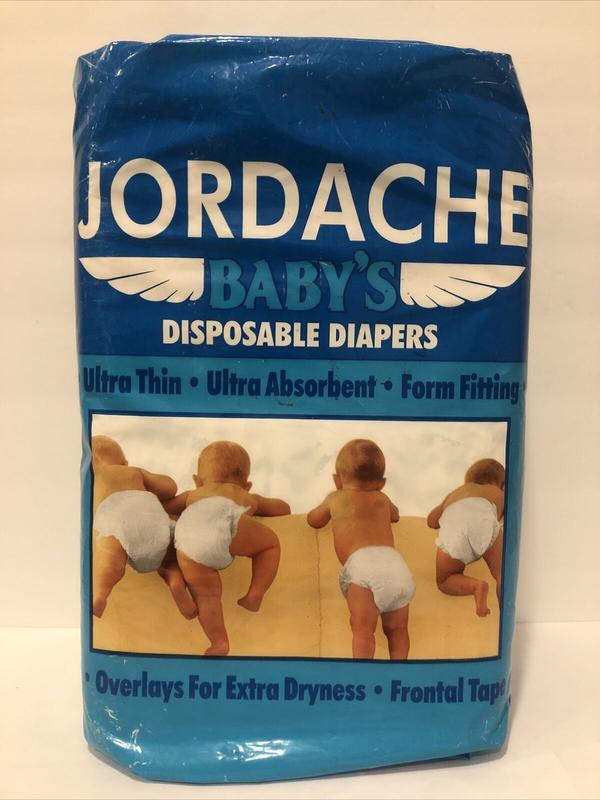 JORDACHE
BABY'S
DISPOSABLE DIAPERS
Ultra Thin • Ultra Absorbent • Form Fitting
• Overlays For Extra Dryness • Frontal Tape